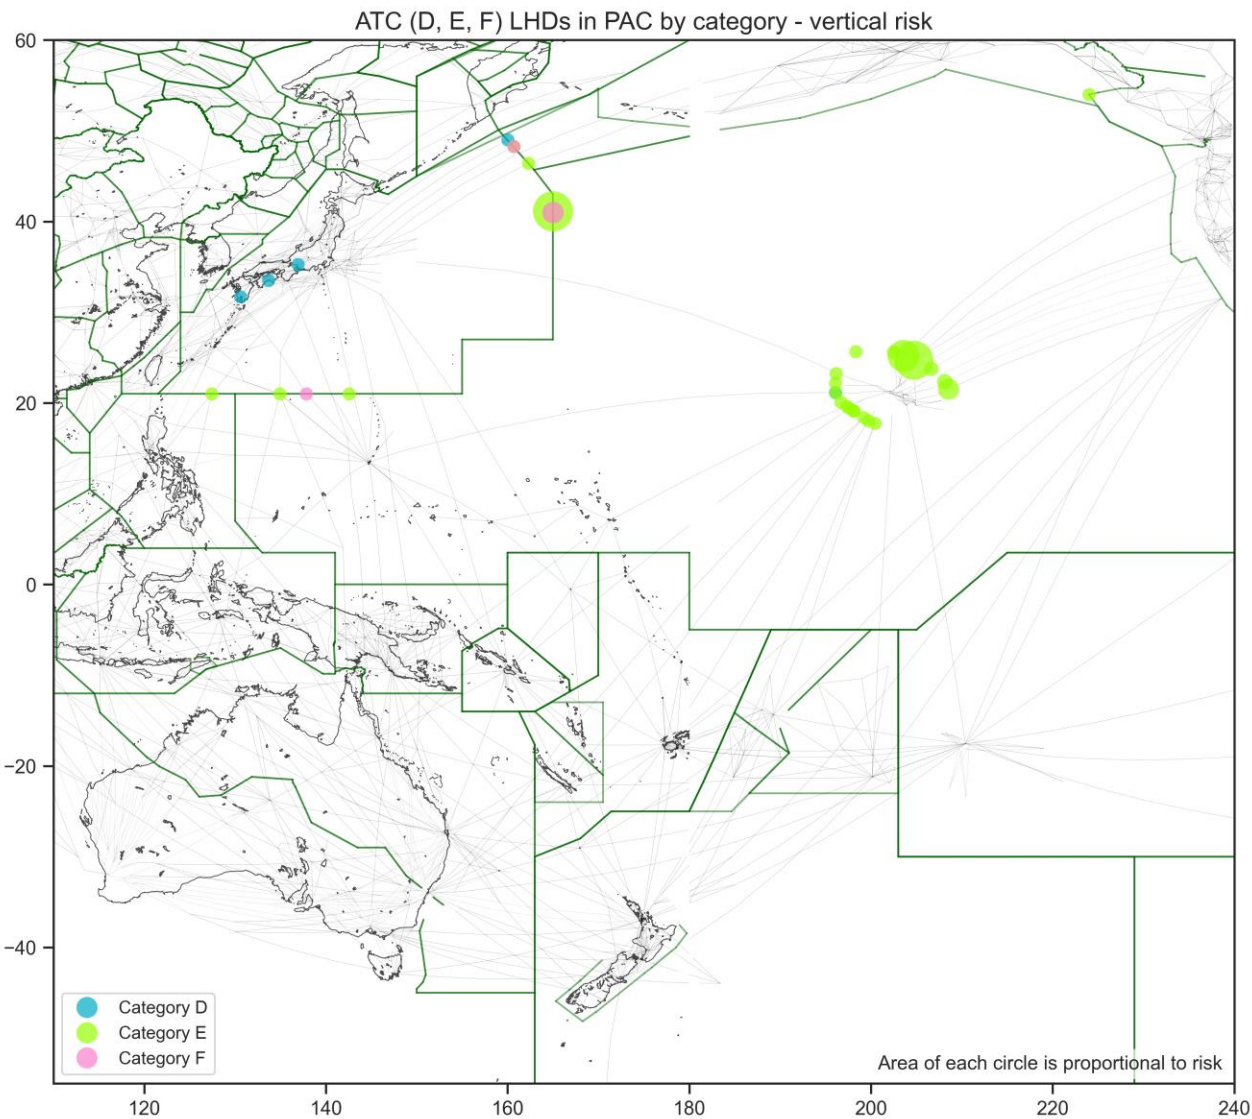 ATC (D, E, F) LHDs in PAC by category - vertical risk
60
40
20
0
−20
−40
Category D
Category E
Category F
Area of each circle is proportional to risk
120 140 160 180 200 220 240